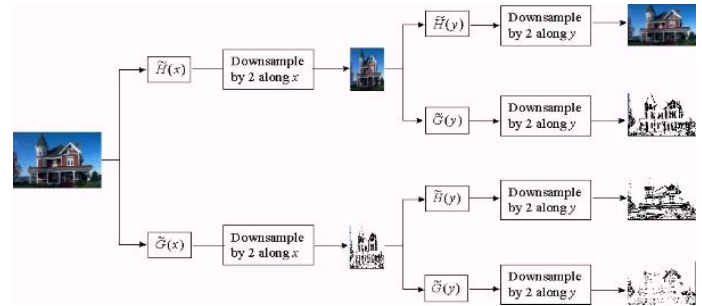 H̃(y)
Downsample
by 2 along y
H̃(x)
Downsample
by 2 along x
G̃(y)
Downsample
by 2 along y
H̃(y)
Downsample
by 2 along y
G̃(x)
Downsample
by 2 along x
G̃(y)
Downsample
by 2 along y